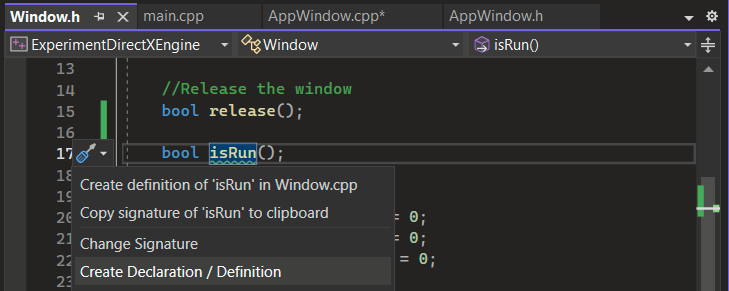 Window.h main.cpp AppWindow.cpp* AppWindow.h
ExperimentDirectXEngine Window isRun()
13
14 //Release the window
15 bool release();
16
17 bool isRun();
18
Create definition of 'isRun' in Window.cpp
19
Copy signature of 'isRun' to clipboard
20 = 0;
21 = 0;
Change Signature
22 = 0;
Create Declaration / Definition
23